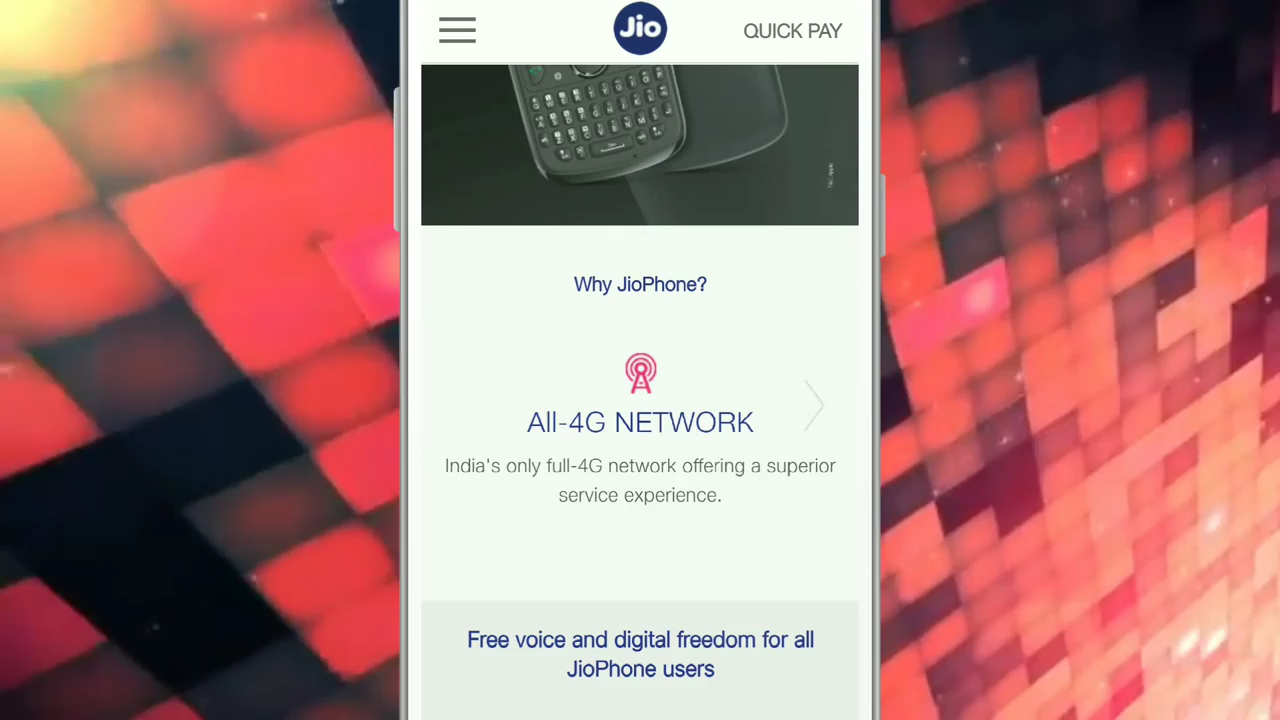 Jio
QUICK PAY
Why JioPhone?
All-4G NETWORK
India's only full-4G network offering a superior
service experience.
Free voice and digital freedom for all
JioPhone users